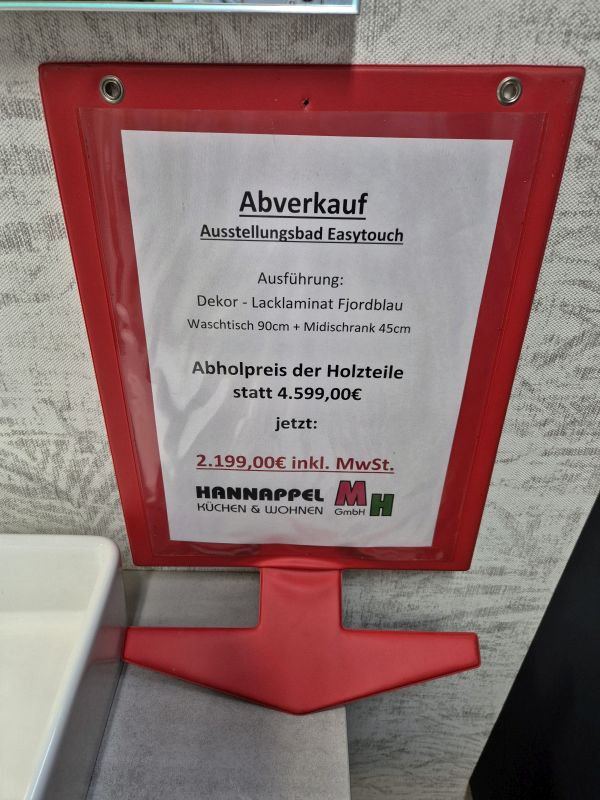 Abverkauf
Ausstellungsbad Easytouch
Ausführung:
Dekor - Lacklaminat Fjordblau
Waschtisch 90cm + Midischrank 45cm
Abholpreis der Holzteile
statt 4.599,00€
jetzt:
2.199,00€ inkl. MwSt.
HANNAPPEL MH
KÜCHEN & WOHNEN GmbH